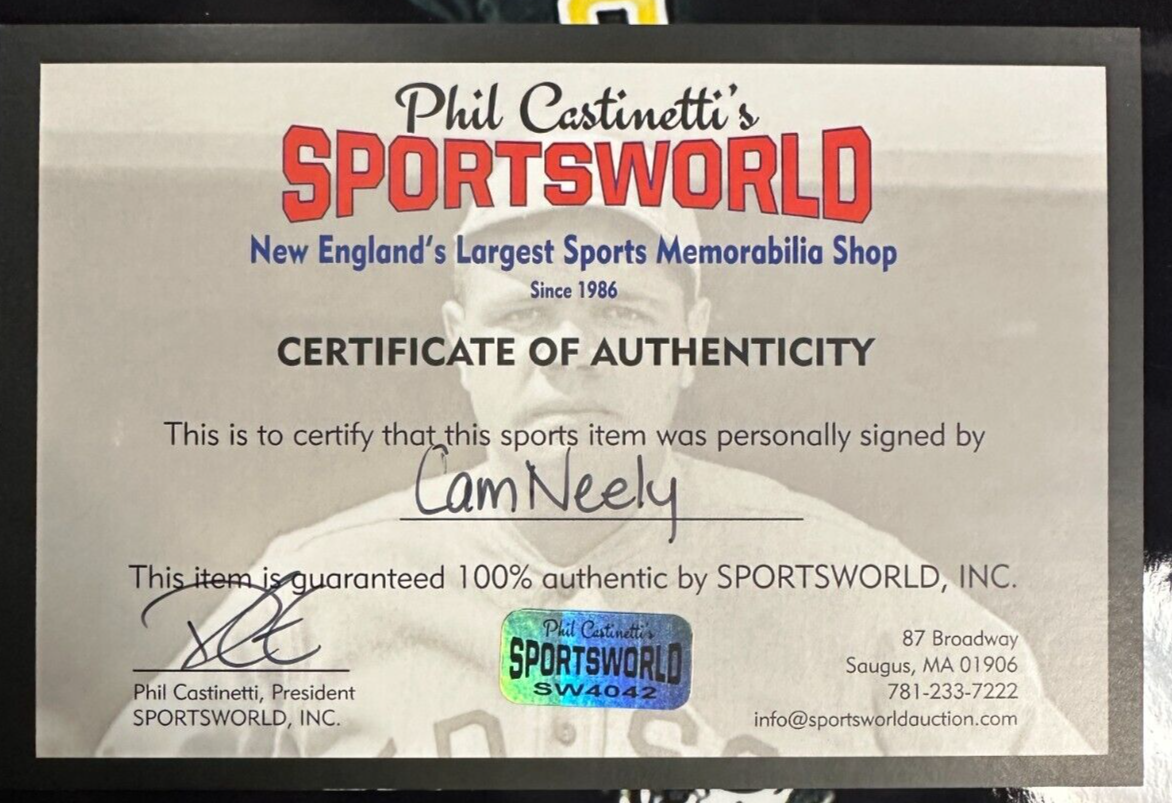 Phil Castinetti's
SPORTSWORLD
New England's Largest Sports Memorabilia Shop
Since 1986
CERTIFICATE OF AUTHENTICITY
This is to certify that this sports item was personally signed by
Cam Neely
This item is guaranteed 100% authentic by SPORTSWORLD, INC.
Phil Castinetti, President
SPORTSWORLD, INC.
Phil Castinetti's
SPORTSWORLD
SW4042
87 Broadway
Saugus, MA 01906
781-233-7222
info@sportsworldauction.com